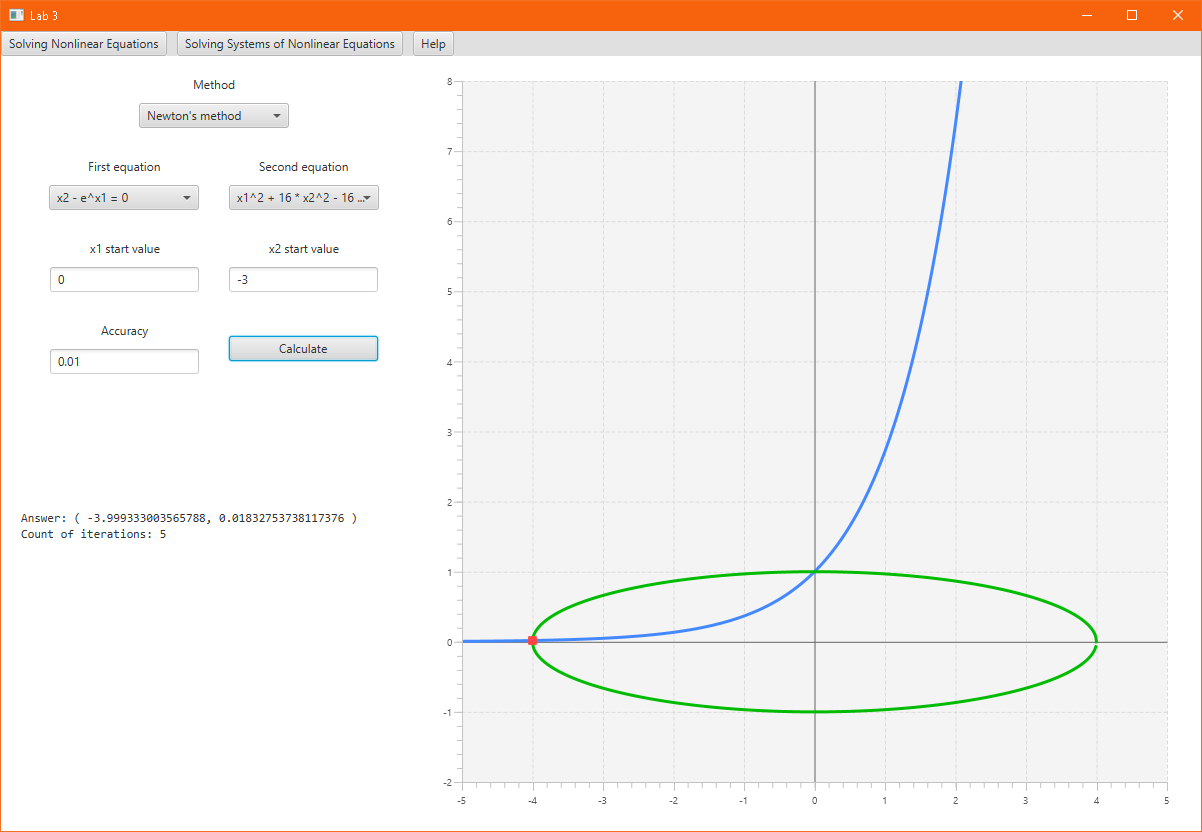 Lab 3
Solving Nonlinear Equations
Solving Systems of Nonlinear Equations
Help
Method
Newton's method
First equation
Second equation
x2 - e^x1 = 0
x1^2 + 16 * x2^2 - 16 ...
x1 start value
x2 start value
0
-3
Accuracy
0.01
Calculate
Answer: ( -3.999333003565788, 0.01832753738117376 )
Count of iterations: 5
8
7
6
5
4
3
2
1
0
-1
-2
-5 -4 -3 -2 -1 0 1 2 3 4 5